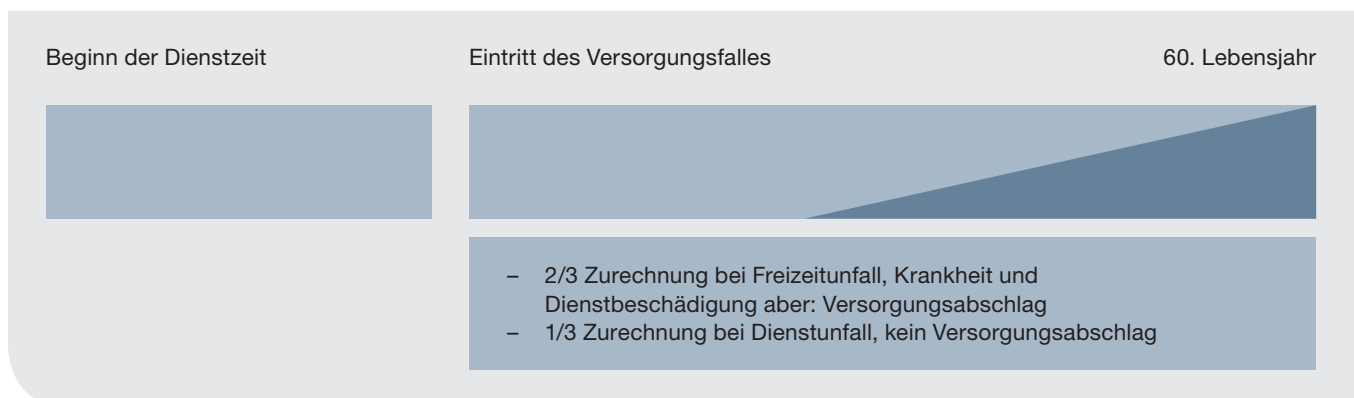 Beginn der Dienstzeit
Eintritt des Versorgungsfalles
60. Lebensjahr
– 2/3 Zurechnung bei Freizeitunfall, Krankheit und
Dienstbeschädigung aber: Versorgungsabschlag
– 1/3 Zurechnung bei Dienstunfall, kein Versorgungsabschlag